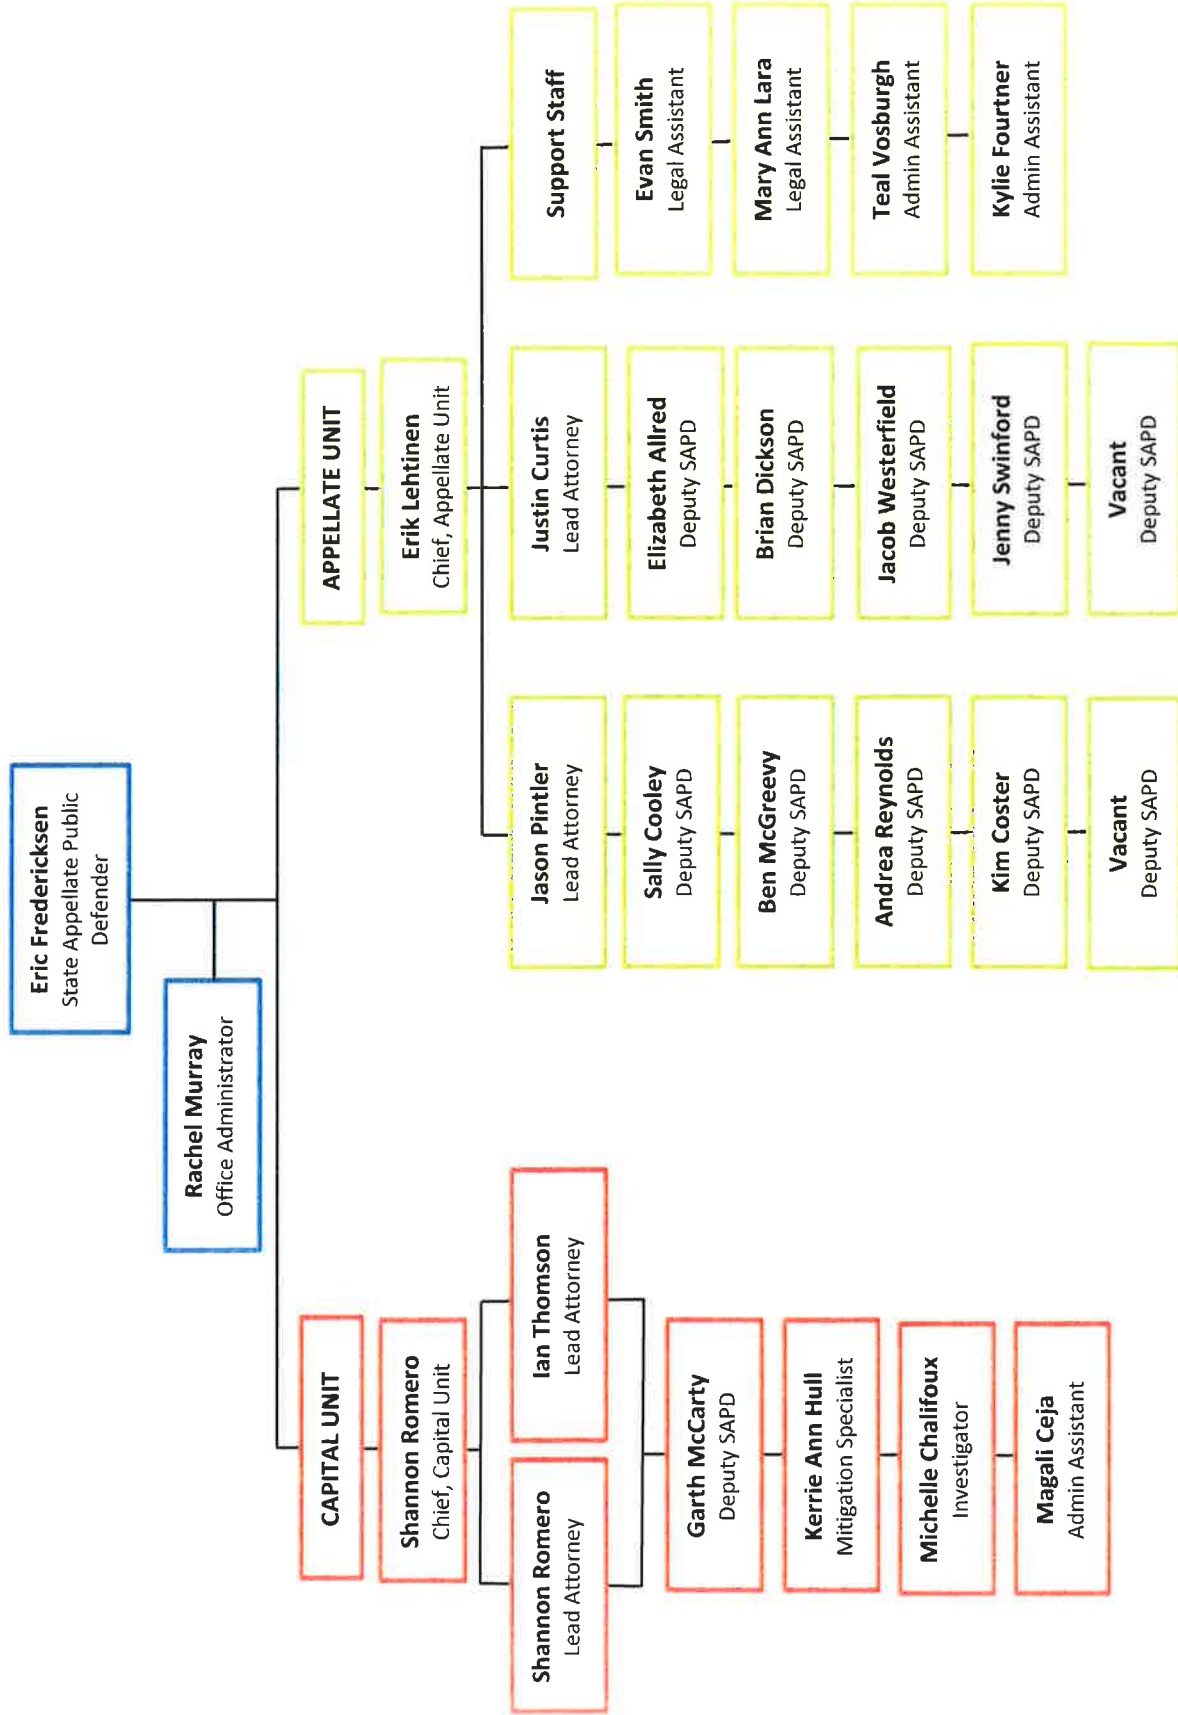 Eric Fredericksen
State Appellate Public
Defender
Rachel Murray
Office Administrator
CAPITAL UNIT
Shannon Romero
Chief, Capital Unit
Shannon Romero
Lead Attorney
Ian Thomson
Lead Attorney
Garth McCarty
Deputy SAPD
Kerrie Ann Hull
Mitigation Specialist
Michelle Chalifoux
Investigator
Magali Ceja
Admin Assistant
APPELLATE UNIT
Erik Lehtinen
Chief, Appellate Unit
Jason Pintler
Lead Attorney
Sally Cooley
Deputy SAPD
Ben McGreevy
Deputy SAPD
Andrea Reynolds
Deputy SAPD
Kim Coster
Deputy SAPD
Vacant
Deputy SAPD
Justin Curtis
Lead Attorney
Elizabeth Allred
Deputy SAPD
Brian Dickson
Deputy SAPD
Jacob Westerfield
Deputy SAPD
Jenny Swinford
Deputy SAPD
Vacant
Deputy SAPD
Support Staff
Evan Smith
Legal Assistant
Mary Ann Lara
Legal Assistant
Teal Vosburgh
Admin Assistant
Kylie Fourtner
Admin Assistant